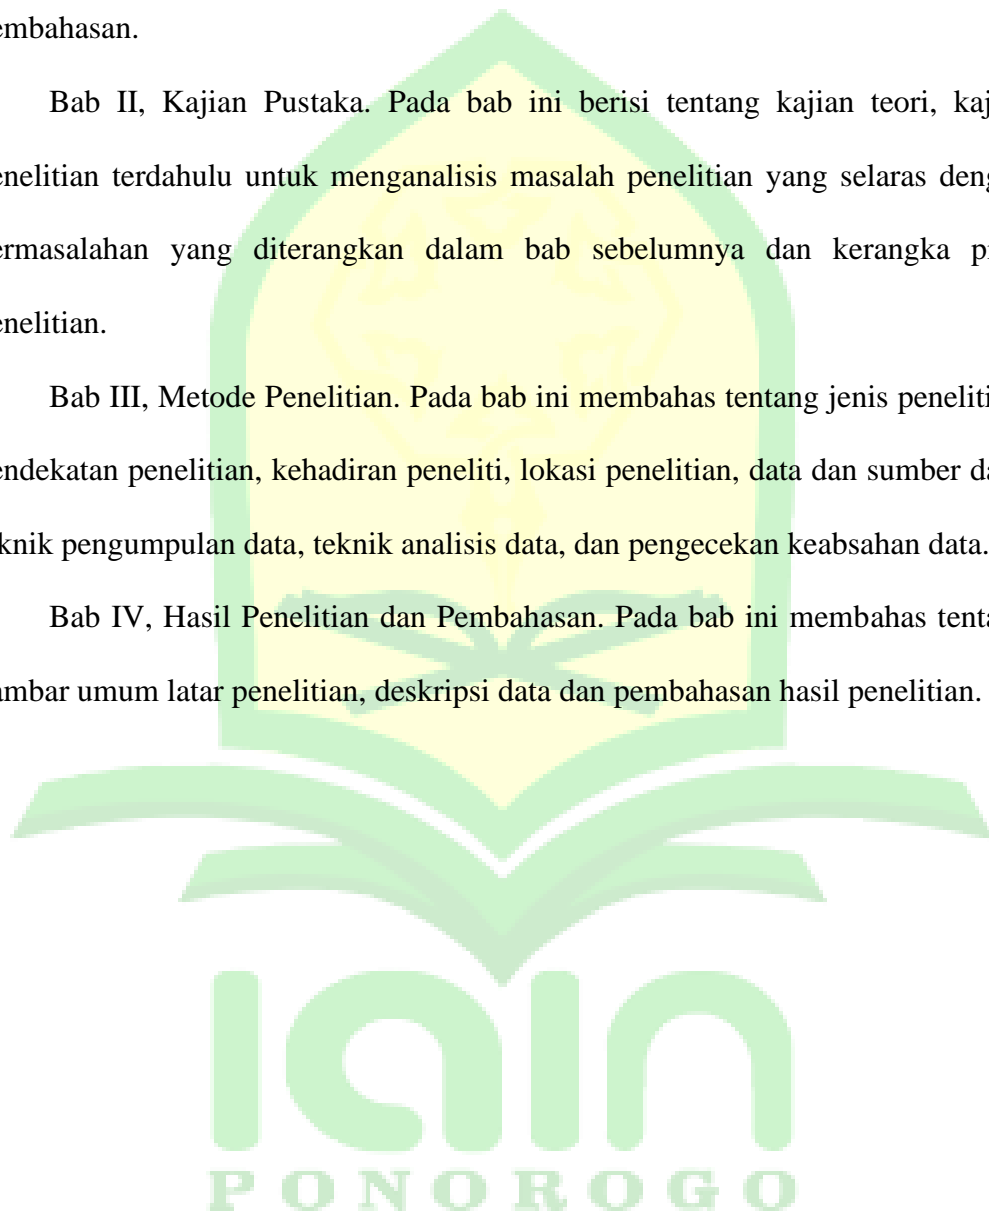 embahasan.
Bab II, Kajian Pustaka. Pada bab ini berisi tentang kajian teori, kaj
enelitian terdahulu untuk menganalisis masalah penelitian yang selaras deng
ermasalahan yang diterangkan dalam bab sebelumnya dan kerangka pi
enelitian.
Bab III, Metode Penelitian. Pada bab ini membahas tentang jenis peneliti
endekatan penelitian, kehadiran peneliti, lokasi penelitian, data dan sumber da
knik pengumpulan data, teknik analisis data, dan pengecekan keabsahan data.
Bab IV, Hasil Penelitian dan Pembahasan. Pada bab ini membahas tenta
ambar umum latar penelitian, deskripsi data dan pembahasan hasil penelitian.
iain
PONOROGO